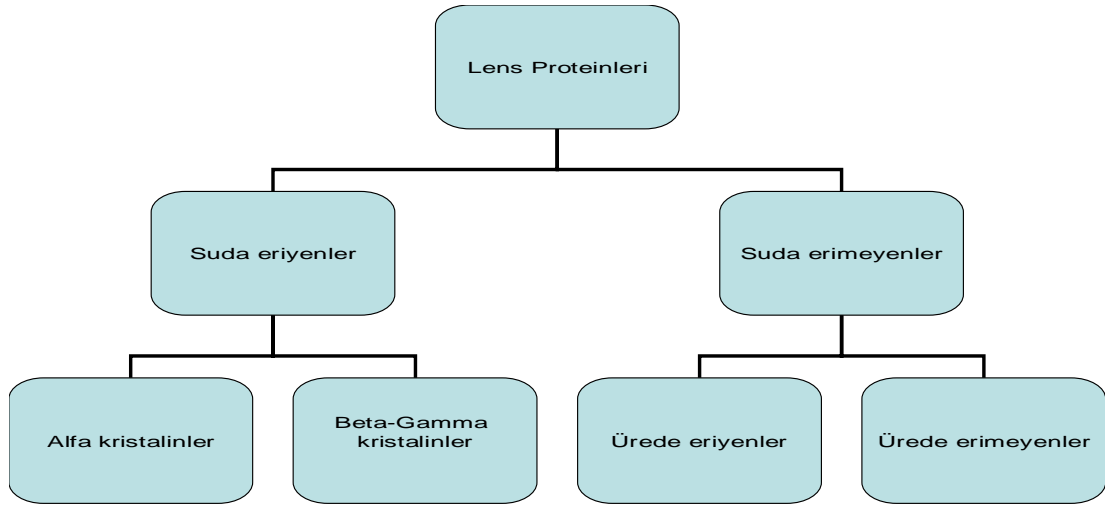 Lens Proteinleri
Suda eriyenler
Suda erimeyenler
Alfa kristalinler
Beta-Gamma
kristalinler
Ürede eriyenler
Ürede erimeyenler